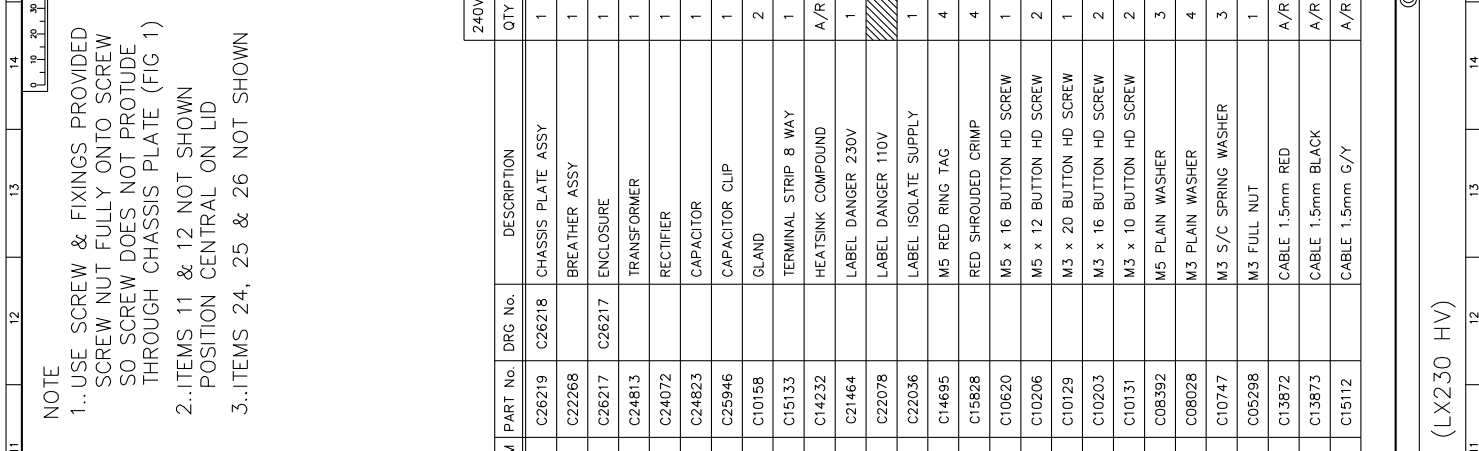 NOTE
1.. USE SCREW & FIXINGS PROVIDED
SCREW NUT FULLY ONTO SCREW
SO SCREW DOES NOT PROTUDE
THROUGH CHASSIS PLATE (FIG 1)
2..ITEMS 11 & 12 NOT SHOWN
POSITION CENTRAL ON LID
3..ITEMS 24, 25 & 26 NOT SHOWN
0 10 20 30
11 12 13 14
240V
M PART No. DRG No. DESCRIPTION QTY
C26219 C26218 CHASSIS PLATE ASSY 1
C22268 BREATHER ASSY 1
C26217 C26217 ENCLOSURE 1
C24813 TRANSFORMER 1
C24072 RECTIFIER 1
C24823 CAPACITOR 1
C25946 CAPACITOR CLIP 1
C10158 GLAND 2
C15133 TERMINAL STRIP 8 WAY 1
C14232 HEATSINK COMPOUND A/R
C21464 LABEL DANGER 230V 1
C22078 LABEL DANGER 110V
C22036 LABEL ISOLATE SUPPLY 1
C14695 M5 RED RING TAG 4
C15828 RED SHROUDED CRIMP 4
C10620 M5 x 16 BUTTON HD SCREW 1
C10206 M5 x 12 BUTTON HD SCREW 2
C10129 M3 x 20 BUTTON HD SCREW 1
C10203 M3 x 16 BUTTON HD SCREW 2
C10131 M3 x 10 BUTTON HD SCREW 2
C08392 M5 PLAIN WASHER 3
C08028 M3 PLAIN WASHER 4
C10747 M3 S/C SPRING WASHER 3
C05298 M3 FULL NUT 1
C13872 CABLE 1.5mm RED A/R
C13873 CABLE 1.5mm BLACK A/R
C15112 CABLE 1.5mm G/Y A/R
(LX230 HV)
©
11 12 13 14